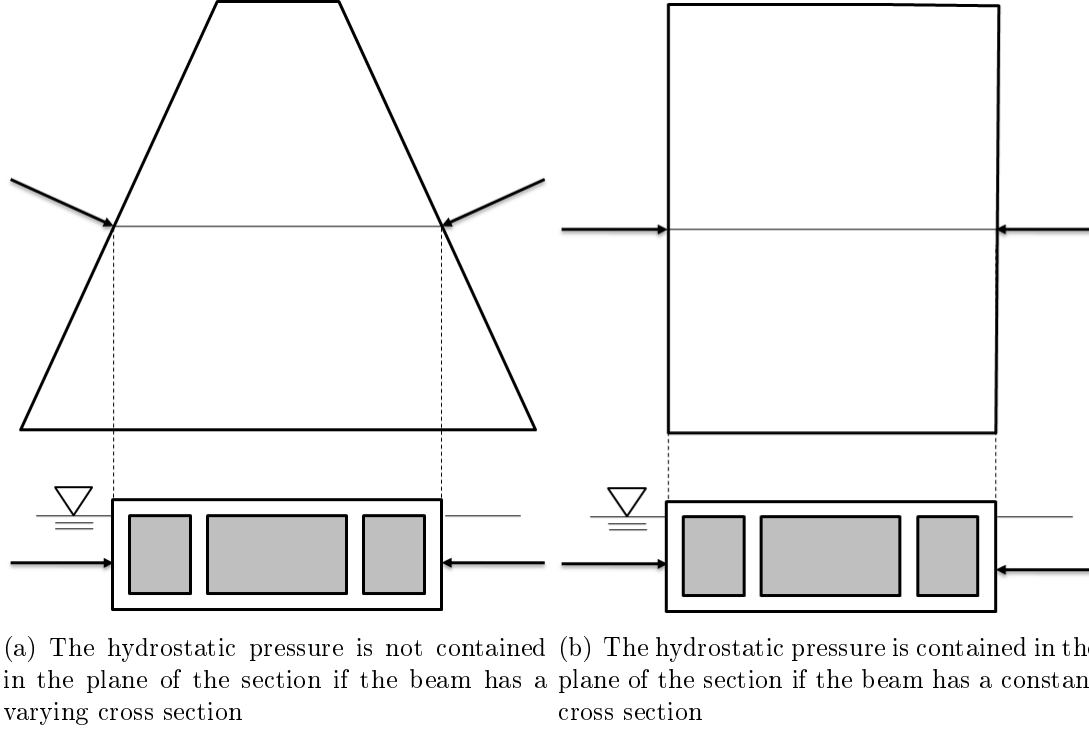 (a) The hydrostatic pressure is not contained
in the plane of the section if the beam has a
varying cross section
(b) The hydrostatic pressure is contained in the
plane of the section if the beam has a constan
cross section